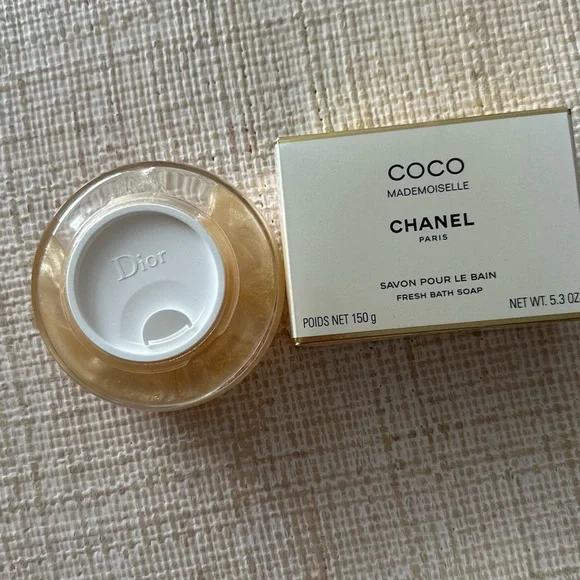 Dior
COCO
MADEMOISELLE
CHANEL
PARIS
SAVON POUR LE BAIN
FRESH BATH SOAP
POIDS NET 150 g
NET WT. 5.3 OZ